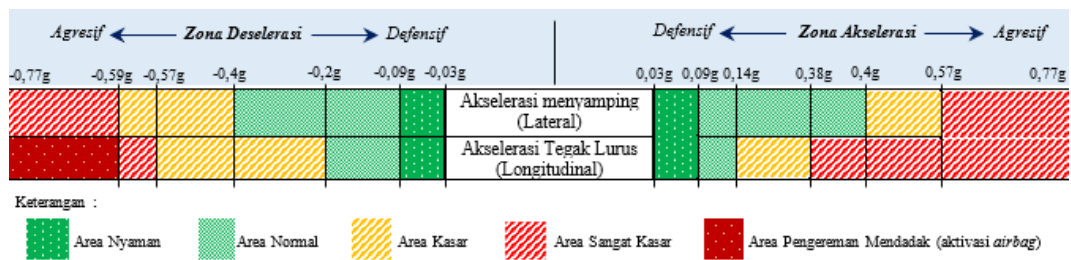 Agresif Zona Deselerasi Defensif Defensif Zona Akselerasi Agresif
-0,77g -0,59g -0,57g -0,4g -0,2g -0,09g -0,03g 0,03g 0,09g 0,14g 0,38g 0,4g 0,57g 0,77g
Akselerasi menyamping
(Lateral)
Akselerasi Tegak Lurus
(Longitudinal)
Keterangan :
Area Nyaman Area Normal Area Kasar Area Sangat Kasar Area Pengereman Mendadak (aktivasi airbag)